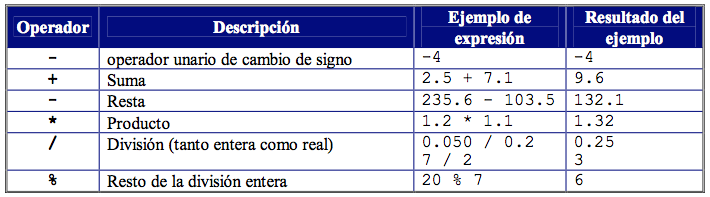 Operador Descripción Ejemplo de expresión Resultado del ejemplo
- operador unario de cambio de signo -4 -4
+ Suma 2.5 + 7.1 9.6
- Resta 235.6 - 103.5 132.1
* Producto 1.2 * 1.1 1.32
/ División (tanto entera como real) 0.050 / 0.2 0.25
7 / 2 3
% Resto de la división entera 20 % 7 6